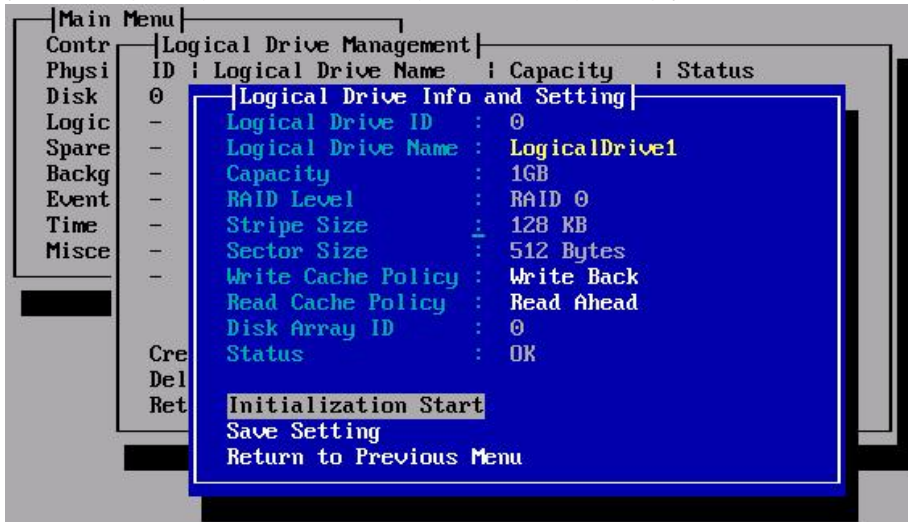 Main Menu
Contr
Logical Drive Management
Physi
ID | Logical Drive Name | Capacity | Status
Disk
0
Logical Drive Info and Setting
Logic
-
Logical Drive ID : 0
Spare
-
Logical Drive Name : LogicalDrive1
Backg
-
Capacity : 1GB
Event
-
RAID Level : RAID 0
Time
-
Stripe Size : 128 KB
Misce
-
Sector Size : 512 Bytes
-
Write Cache Policy : Write Back
Read Cache Policy : Read Ahead
Disk Array ID : 0
Cre
Status : OK
Del
Ret
Initialization Start
Save Setting
Return to Previous Menu